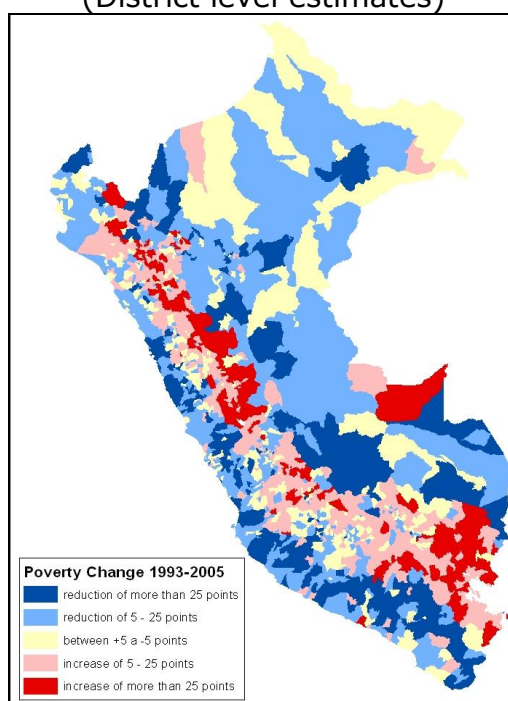 (District level estimates)
Poverty Change 1993-2005
reduction of more than 25 points
reduction of 5 - 25 points
between +5 a -5 points
increase of 5 - 25 points
increase of more than 25 points